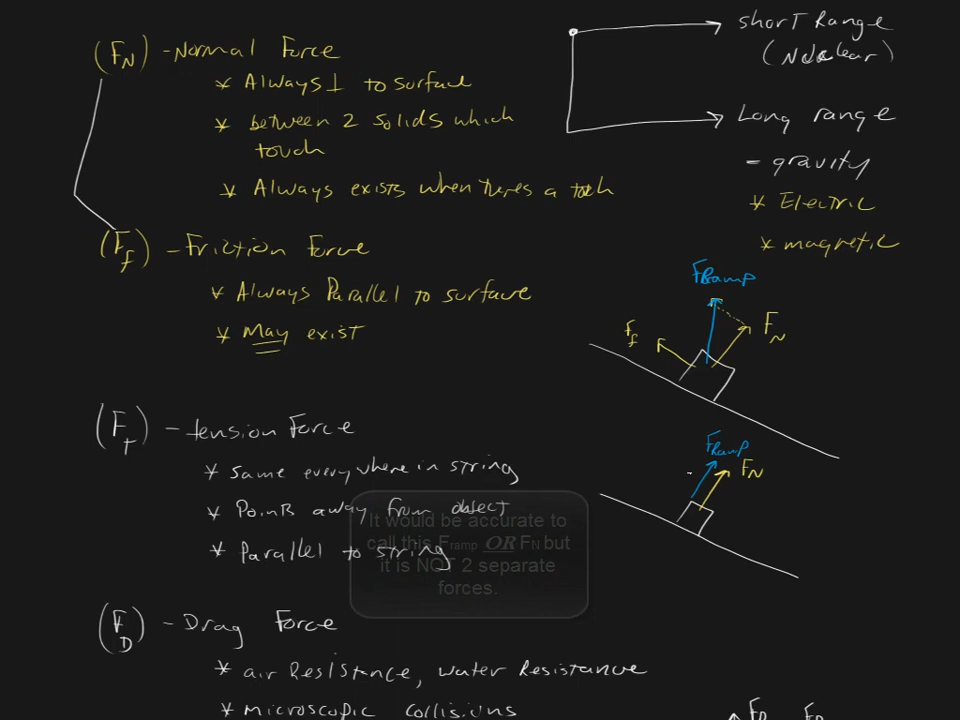 (FN) - Normal Force
* Always ⊥ to surface
* between 2 solids which
touch
* Always exists when theres a touch
(Ff) - Friction Force
* Always Parallel to surface
* May exist
(FT) - tension Force
* Same everywhere in string
* Points away from object
* Parallel to string
It would be accurate to
call this Framp OR FN but
it is NOT 2 separate
forces.
(FD) - Drag Force
* air Resistance, water Resistance
* microscopic collisions
short Range
(Nuclear)
Long range
- gravity
* Electric
* magnetic
FRamp
FN
Ff
FRamp
FN
FD FD